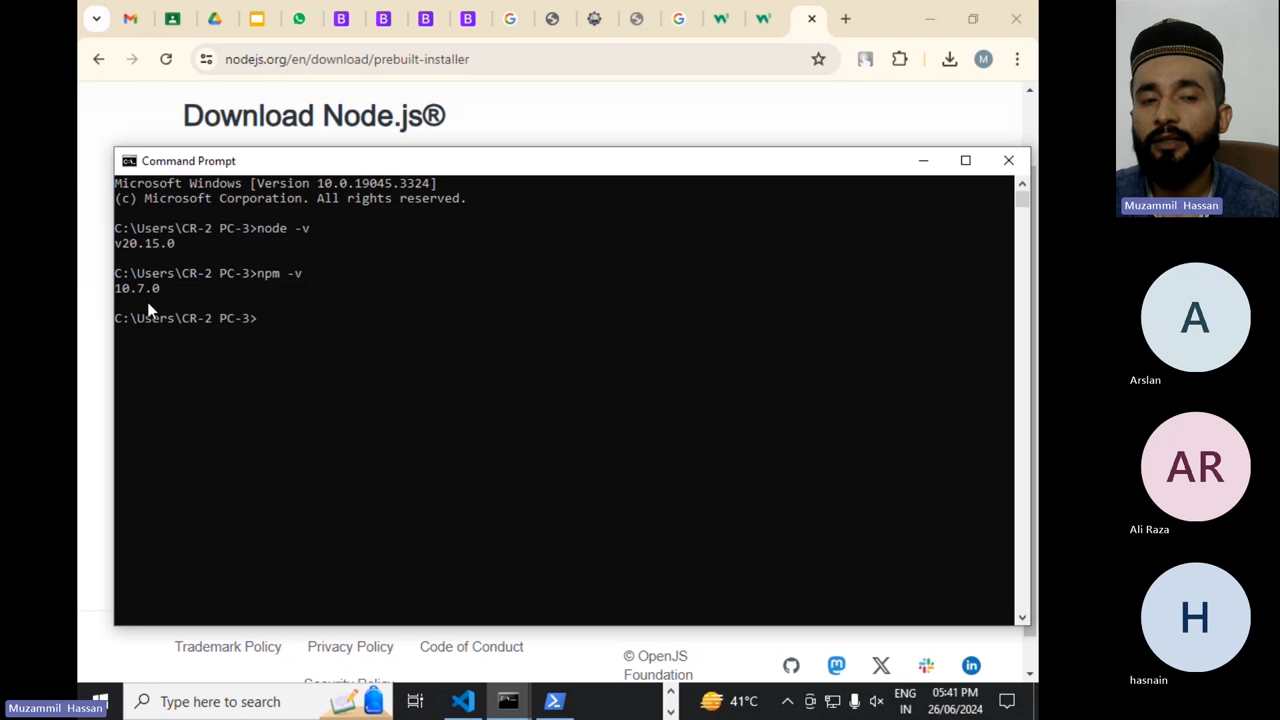 nodejs.org/en/download/prebuilt-installer
M
Download Node.js®
Command Prompt
Microsoft Windows [Version 10.0.19045.3324]
(c) Microsoft Corporation. All rights reserved.
C:\Users\CR-2 PC-3>node -v
v20.15.0
C:\Users\CR-2 PC-3>npm -v
10.7.0
C:\Users\CR-2 PC-3>
Trademark Policy
Privacy Policy
Code of Conduct
© OpenJS
Foundation
Type here to search
41°C
ENG
IN
05:41 PM
26/06/2024
Muzammil Hassan
Muzammil Hassan
A
Arslan
AR
Ali Raza
H
hasnain